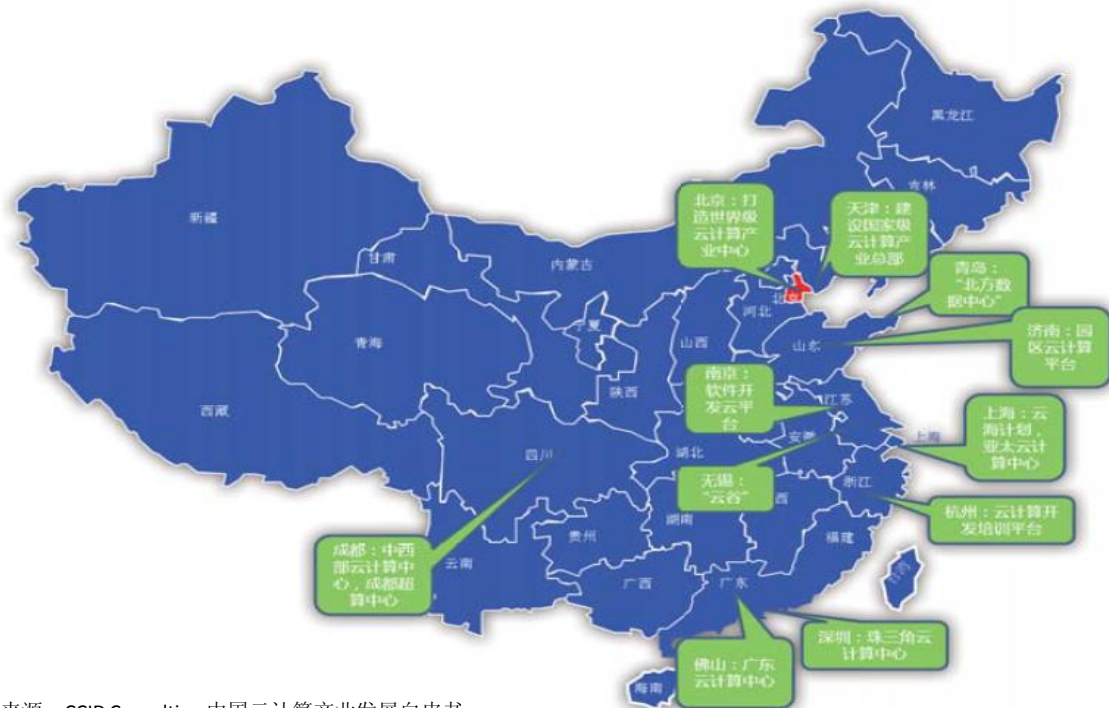 黑龙江
吉林
新疆
甘肃
内蒙古
北京：打
造世界级
云计算产
业中心
天津：建
设国家级
云计算产
业总部
青岛：
“北方数
据中心”
北京
河北
宁夏
山西
山东
青海
济南：园
区云计算
平台
陕西
南京：
软件开
发云平
台
江苏
西藏
上海：云
海计划，
亚太云计
算中心
上海
安徽
四川
湖北
无锡：
“云谷”
浙江
西
杭州：云计算开
发培训平台
湖南
贵州
福建
成都：中西
部云计算中
心，成都超
算中心
云南
广西
广东
台湾
深圳：珠三角云
计算中心
佛山：广东
云计算中心
海南